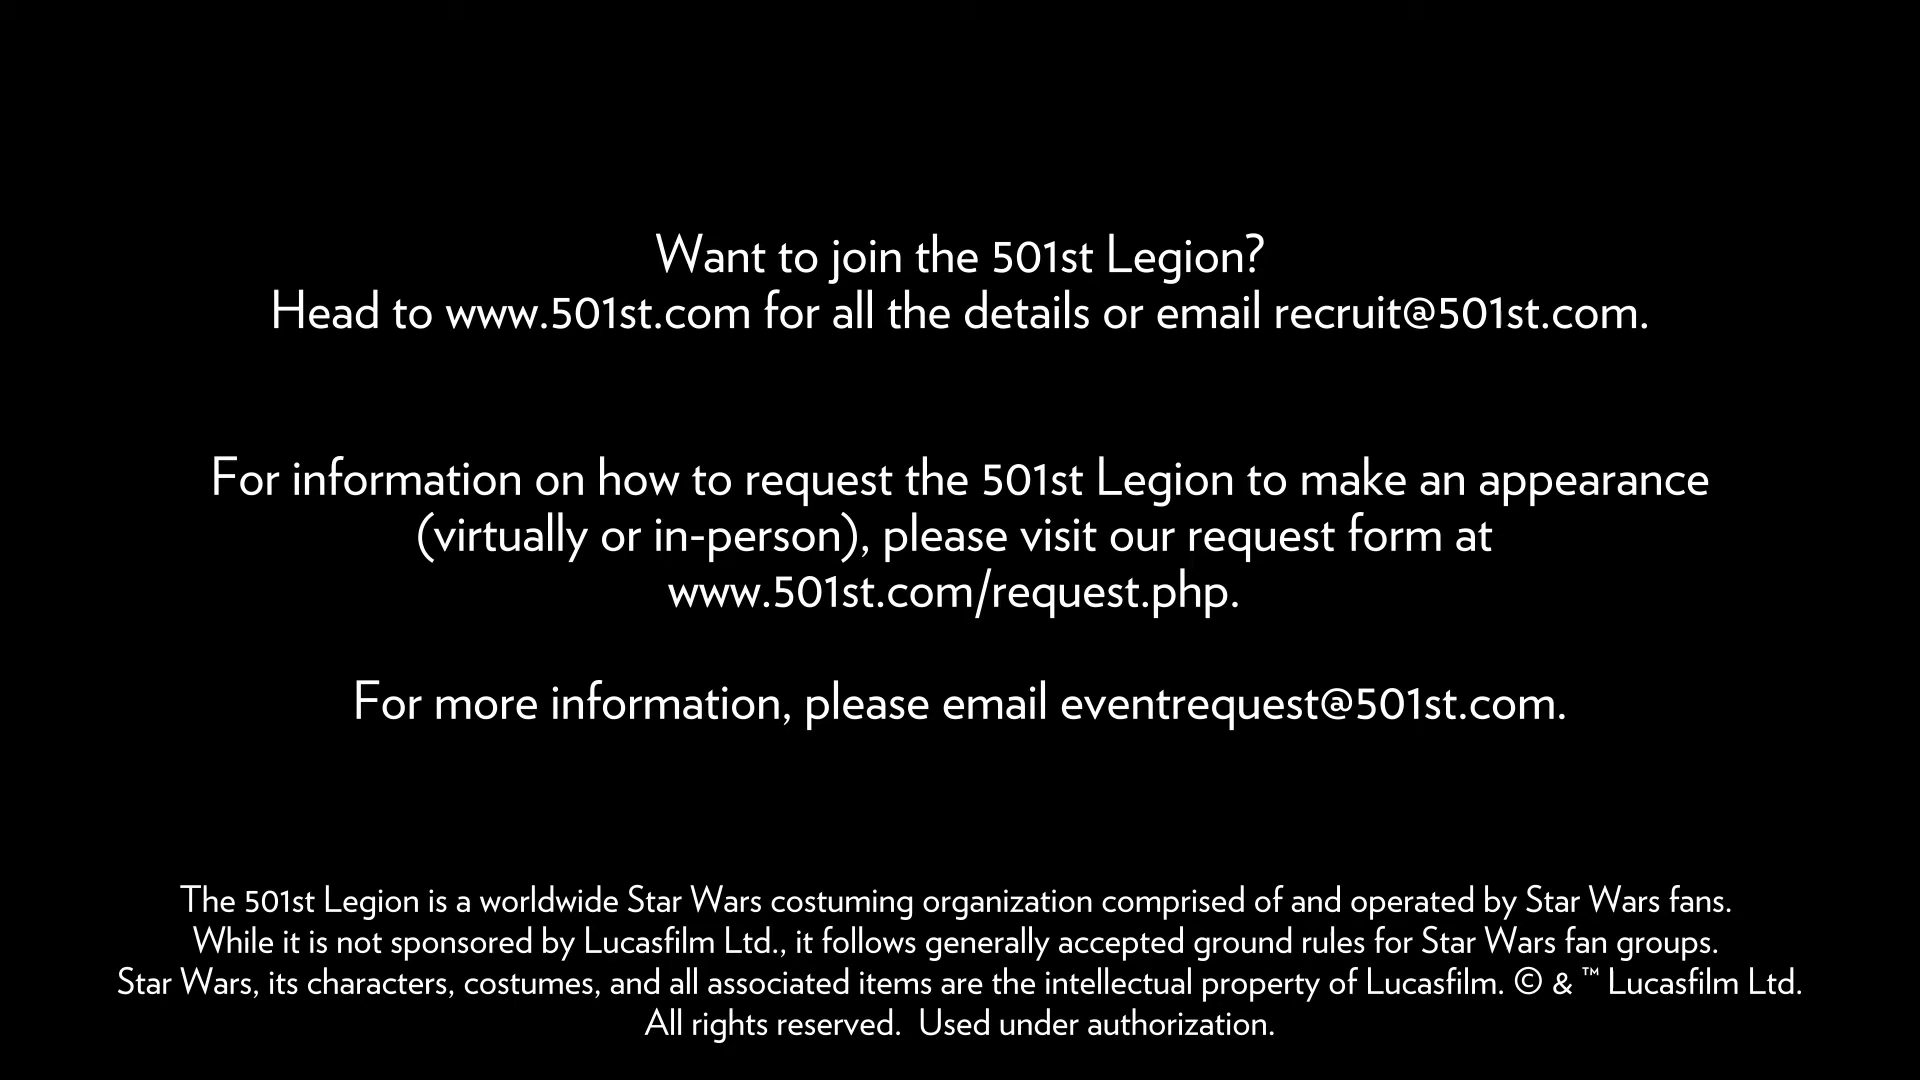 Want to join the 501st Legion?
Head to www.501st.com for all the details or email recruit@501st.com.
For information on how to request the 501st Legion to make an appearance
(virtually or in-person), please visit our request form at
www.501st.com/request.php.
For more information, please email eventrequest@501st.com.
The 501st Legion is a worldwide Star Wars costuming organization comprised of and operated by Star Wars fans.
While it is not sponsored by Lucasfilm Ltd., it follows generally accepted ground rules for Star Wars fan groups.
Star Wars, its characters, costumes, and all associated items are the intellectual property of Lucasfilm. © & ™ Lucasfilm Ltd.
All rights reserved.  Used under authorization.